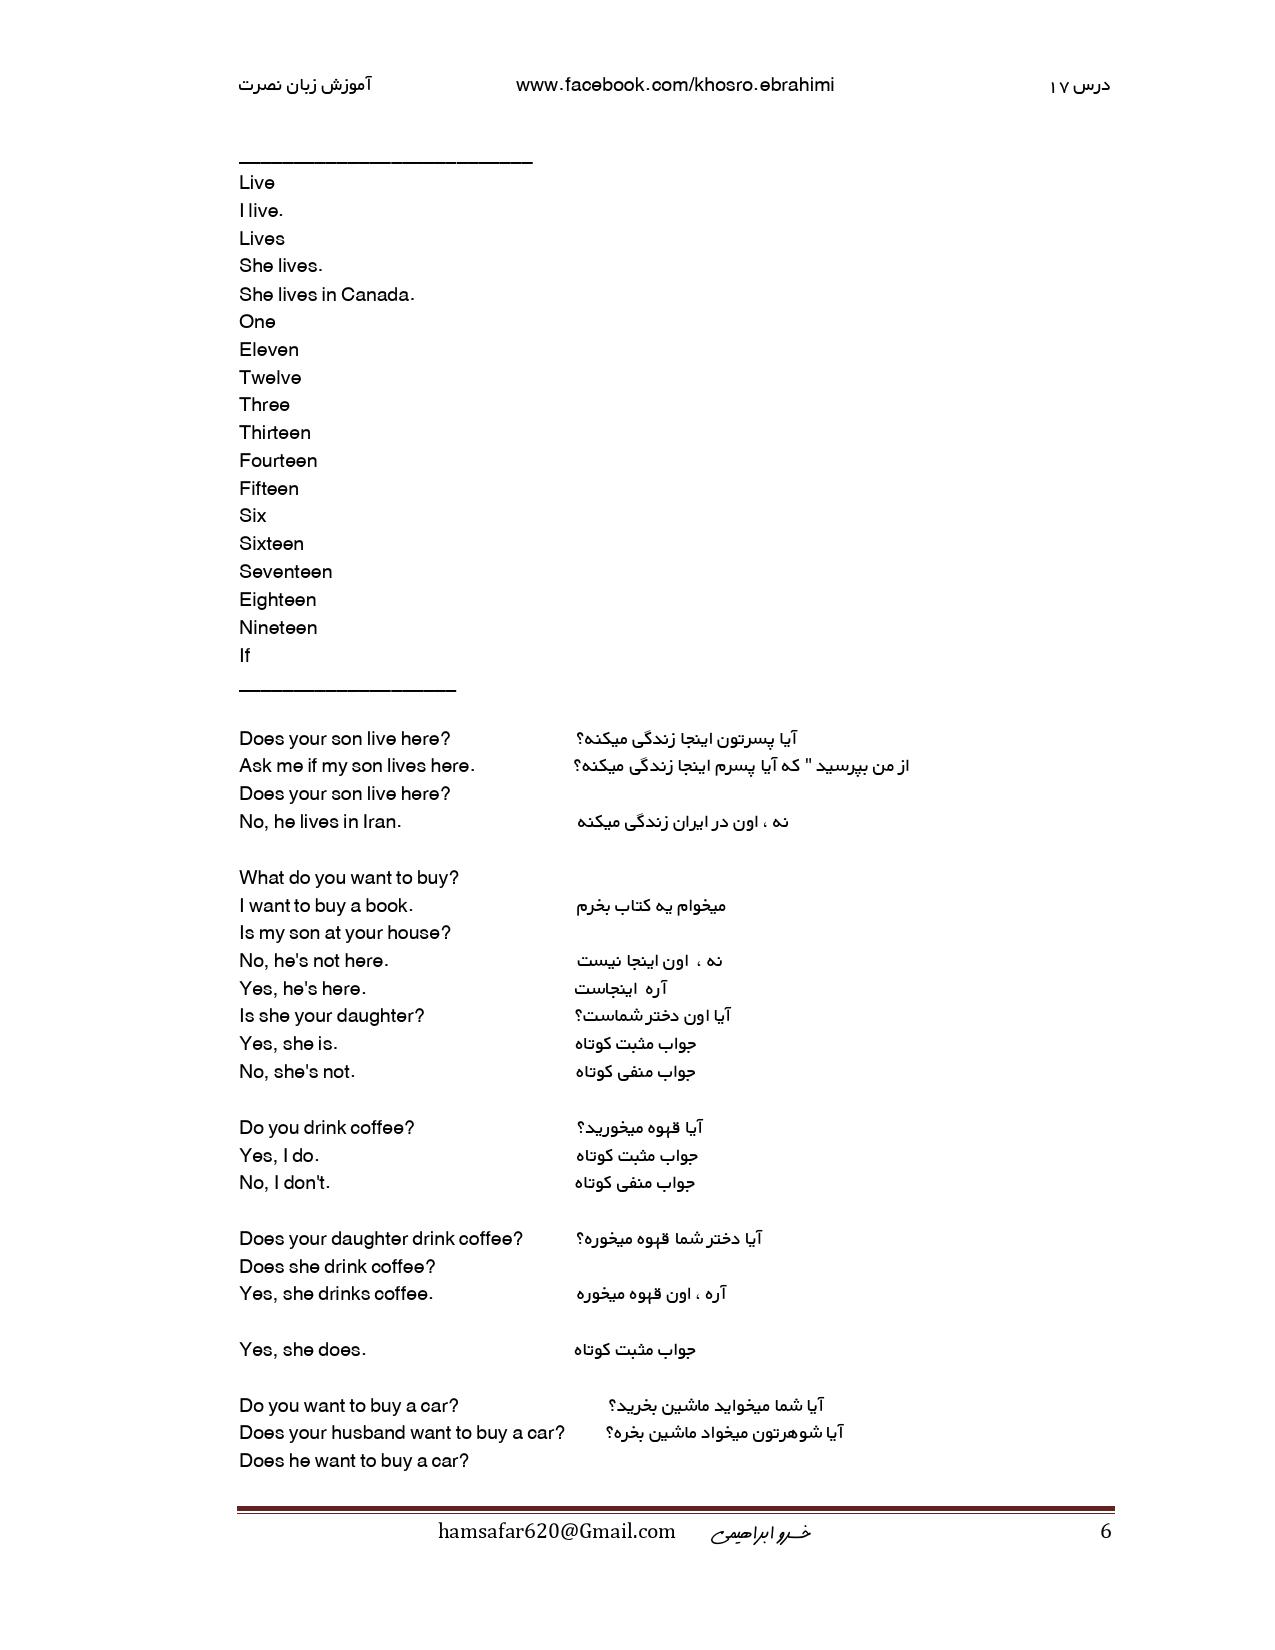 آموزش زبان نصرت www.facebook.com/khosro.ebrahimi درس ۱۷
___________________________
Live
I live.
Lives
She lives.
She lives in Canada.
One
Eleven
Twelve
Three
Thirteen
Fourteen
Fifteen
Six
Sixteen
Seventeen
Eighteen
Nineteen
If
____________________
Does your son live here? آیا پسرتون اینجا زندگی میکنه؟
Ask me if my son lives here. از من بپرسید " که آیا پسرم اینجا زندگی میکنه؟
Does your son live here?
No, he lives in Iran. نه ، اون در ایران زندگی میکنه
What do you want to buy?
I want to buy a book. میخوام یه کتاب بخرم
Is my son at your house?
No, he's not here. نه ، اون اینجا نیست
Yes, he's here. آره اینجاست
Is she your daughter? آیا اون دختر شماست؟
Yes, she is. جواب مثبت کوتاه
No, she's not. جواب منفی کوتاه
Do you drink coffee? آیا قهوه میخورید؟
Yes, I do. جواب مثبت کوتاه
No, I don't. جواب منفی کوتاه
Does your daughter drink coffee? آیا دختر شما قهوه میخوره؟
Does she drink coffee?
Yes, she drinks coffee. آره ، اون قهوه میخوره
Yes, she does. جواب مثبت کوتاه
Do you want to buy a car? آیا شما میخواید ماشین بخرید؟
Does your husband want to buy a car? آیا شوهرتون میخواد ماشین بخره؟
Does he want to buy a car?
hamsafar620@Gmail.com خسرو ابراهیمی 6